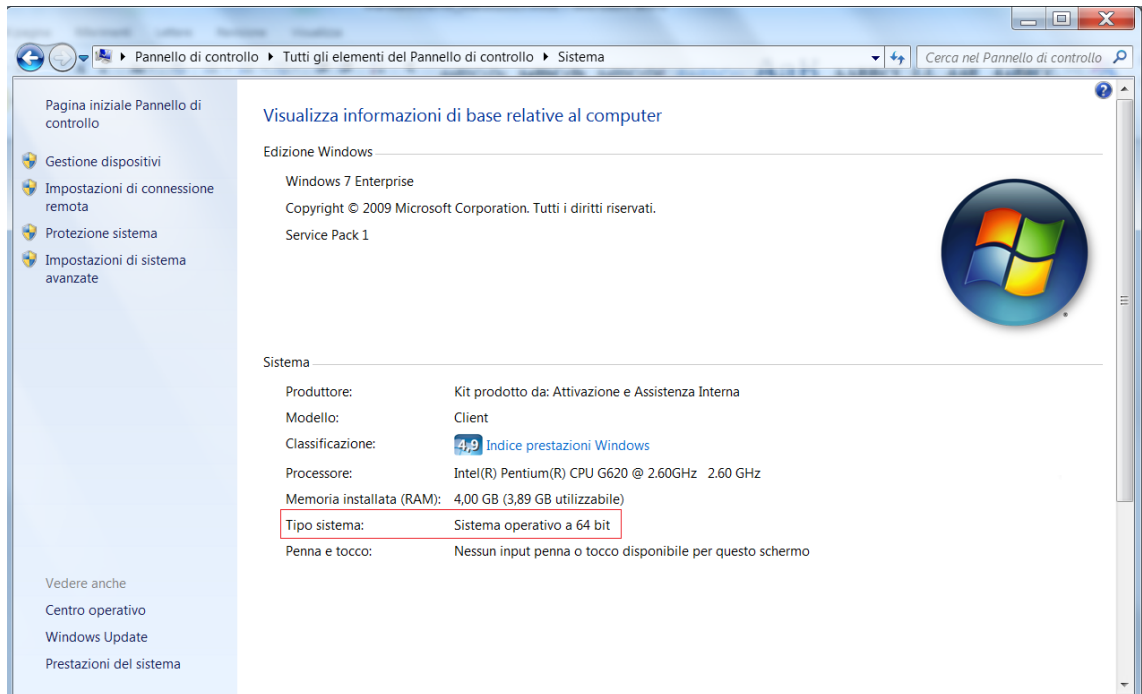 Pannello di controllo Tutti gli elementi del Pannello di controllo Sistema
Cerca nel Pannello di controllo
Pagina iniziale Pannello di
controllo
Gestione dispositivi
Impostazioni di connessione
remota
Protezione sistema
Impostazioni di sistema
avanzate
Vedere anche
Centro operativo
Windows Update
Prestazioni del sistema
Visualizza informazioni di base relative al computer
Edizione Windows
Windows 7 Enterprise
Copyright © 2009 Microsoft Corporation. Tutti i diritti riservati.
Service Pack 1
Sistema
Produttore: Kit prodotto da: Attivazione e Assistenza Interna
Modello: Client
Classificazione: 4,9 Indice prestazioni Windows
Processore: Intel(R) Pentium(R) CPU G620 @ 2.60GHz 2.60 GHz
Memoria installata (RAM): 4,00 GB (3,89 GB utilizzabile)
Tipo sistema: Sistema operativo a 64 bit
Penna e tocco: Nessun input penna o tocco disponibile per questo schermo